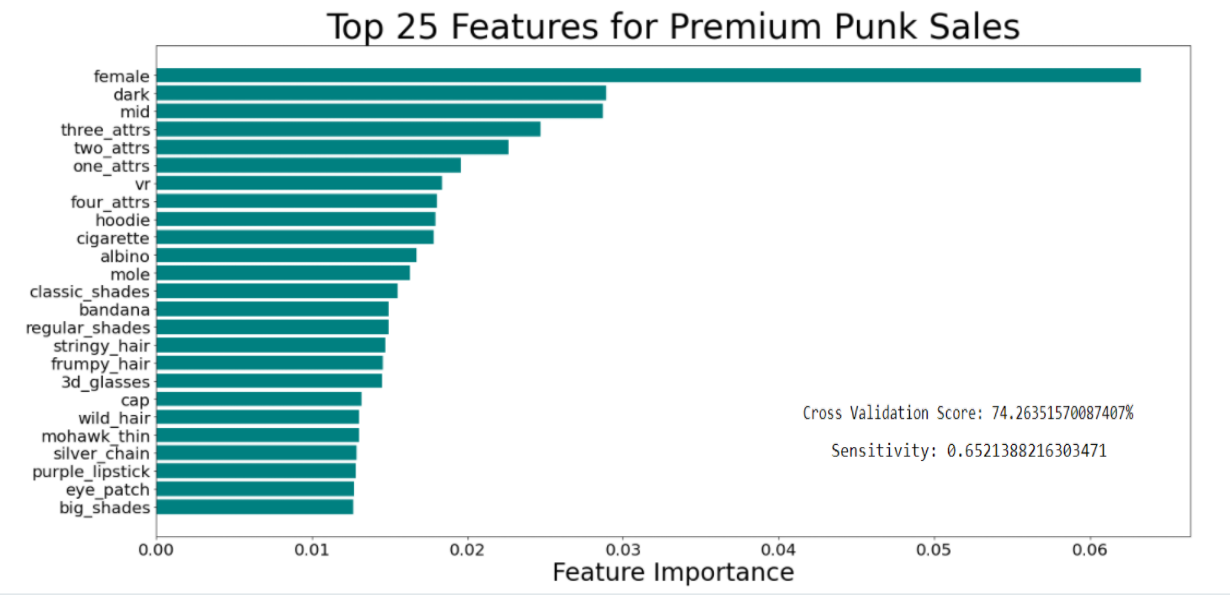 Top 25 Features for Premium Punk Sales
female
dark
mid
three_attrs
two_attrs
one_attrs
vr
four_attrs
hoodie
cigarette
albino
mole
classic_shades
bandana
regular_shades
stringy_hair
frumpy_hair
3d_glasses
cap
wild_hair
mohawk_thin
silver_chain
purple_lipstick
eye_patch
big_shades
Cross Validation Score: 74.26351570087407%
Sensitivity: 0.6521388216303471
0.00 0.01 0.02 0.03 0.04 0.05 0.06
Feature Importance